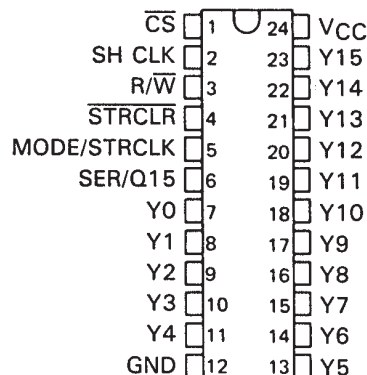 C̅S̅ 1 24 VCC
SH CLK 2 23 Y15
R/W̅ 3 22 Y14
S̅T̅R̅C̅L̅R̅ 4 21 Y13
MODE/STRCLK 5 20 Y12
SER/Q15 6 19 Y11
Y0 7 18 Y10
Y1 8 17 Y9
Y2 9 16 Y8
Y3 10 15 Y7
Y4 11 14 Y6
GND 12 13 Y5